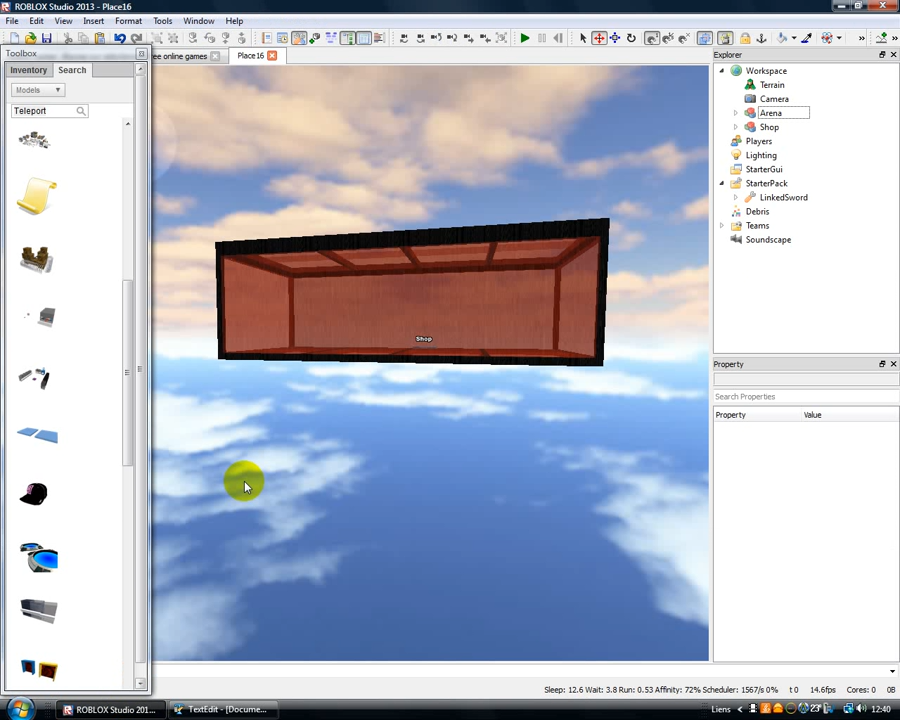 ROBLOX Studio 2013 - Place16
File Edit View Insert Format Tools Window Help
Toolbox
ee online games
Place16
Explorer
Inventory Search
Models
Teleport
Workspace
Terrain
Camera
Arena
Shop
Players
Lighting
StarterGui
StarterPack
LinkedSword
Debris
Teams
Soundscape
Shop
Property
Search Properties
Property Value
Sleep: 12.6 Wait: 3.8 Run: 0.53 Affinity: 72% Scheduler: 1567/s 0% t 0 14.6fps Cores: 0 0B
ROBLOX Studio 201...
TextEdit - [Docume...
Liens
23°
12:40